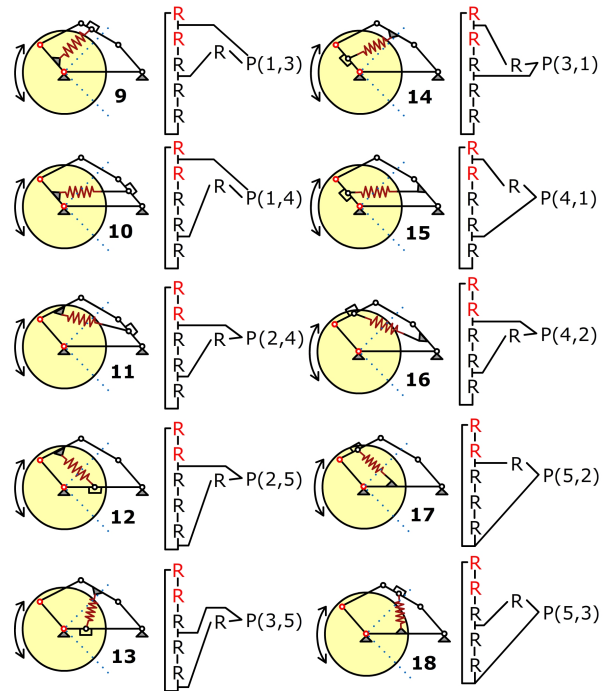 9
R
R
R
R
R
R P(1,3)
14
R
R
R
R
R
R P(3,1)
10
R
R
R
R
R
R P(1,4)
15
R
R
R
R
R
R P(4,1)
11
R
R
R
R
R
R P(2,4)
16
R
R
R
R
R
R P(4,2)
12
R
R
R
R
R
R P(2,5)
17
R
R
R
R
R
R P(5,2)
13
R
R
R
R
R
R P(3,5)
18
R
R
R
R
R
R P(5,3)